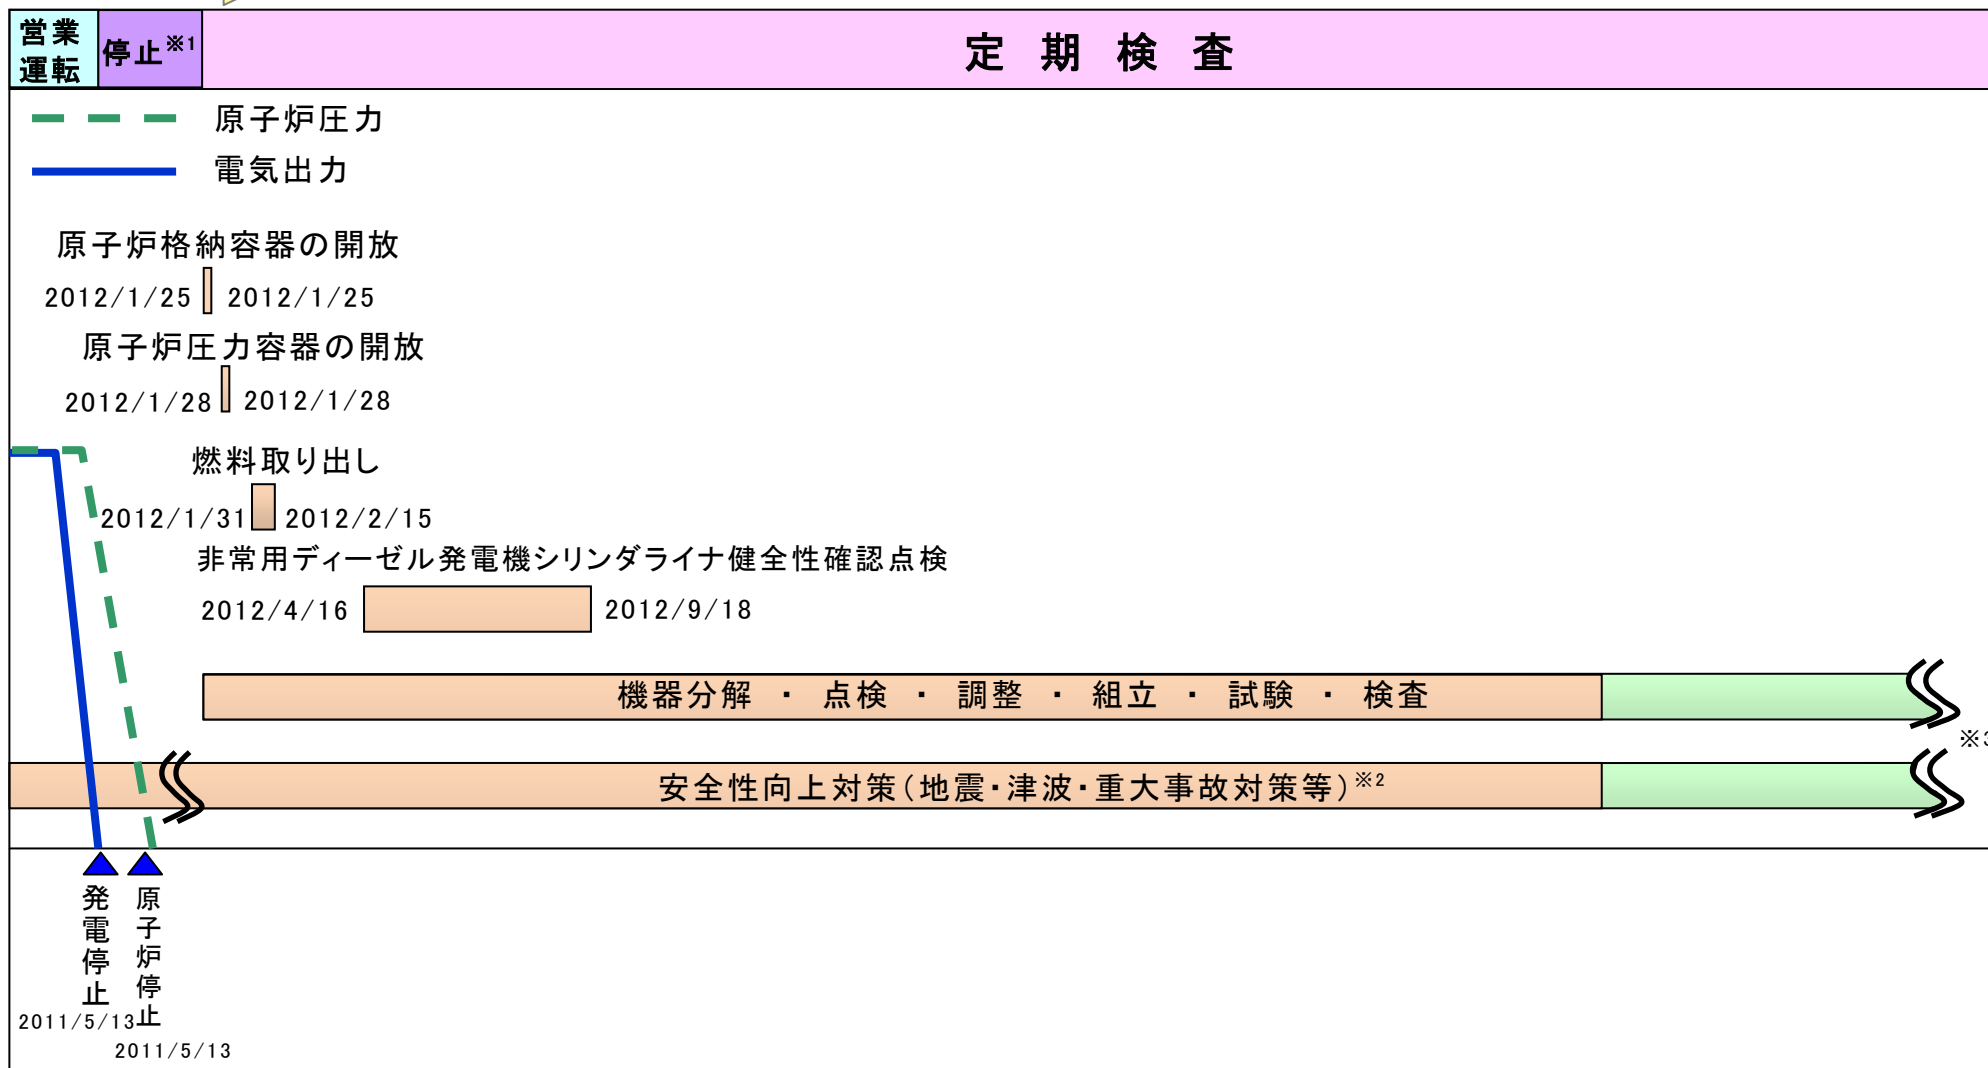 営業
運転
停止※1
定期検査
原子炉圧力
電気出力
原子炉格納容器の開放
2012/1/25 2012/1/25
原子炉圧力容器の開放
2012/1/28 2012/1/28
燃料取り出し
2012/1/31 2012/2/15
非常用ディーゼル発電機シリンダライナ健全性確認点検
2012/4/16 2012/9/18
機器分解 ・ 点検 ・ 調整 ・ 組立 ・ 試験 ・ 検査
※3
安全性向上対策(地震・津波・重大事故対策等)※2
発電停止
2011/5/13
原子炉停止
2011/5/13